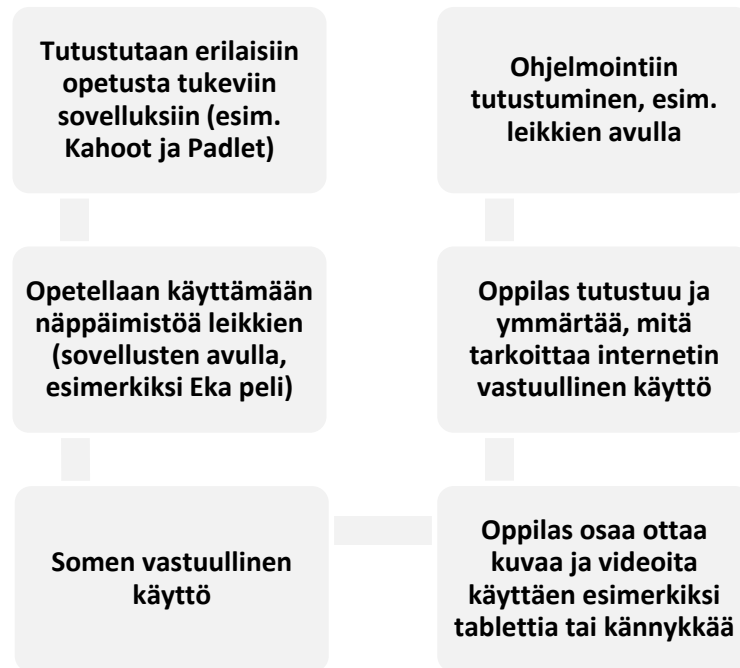 Tutustutaan erilaisiin
opetusta tukeviin
sovelluksiin (esim.
Kahoot ja Padlet)
Opetellaan käyttämään
näppäimistöä leikkien
(sovellusten avulla,
esimerkiksi Eka peli)
Somen vastuullinen
käyttö
Oppilas osaa ottaa
kuvaa ja videoita
käyttäen esimerkiksi
tablettia tai kännykkää
Oppilas tutustuu ja
ymmärtää, mitä
tarkoittaa internetin
vastuullinen käyttö
Ohjelmointiin
tutustuminen, esim.
leikkien avulla